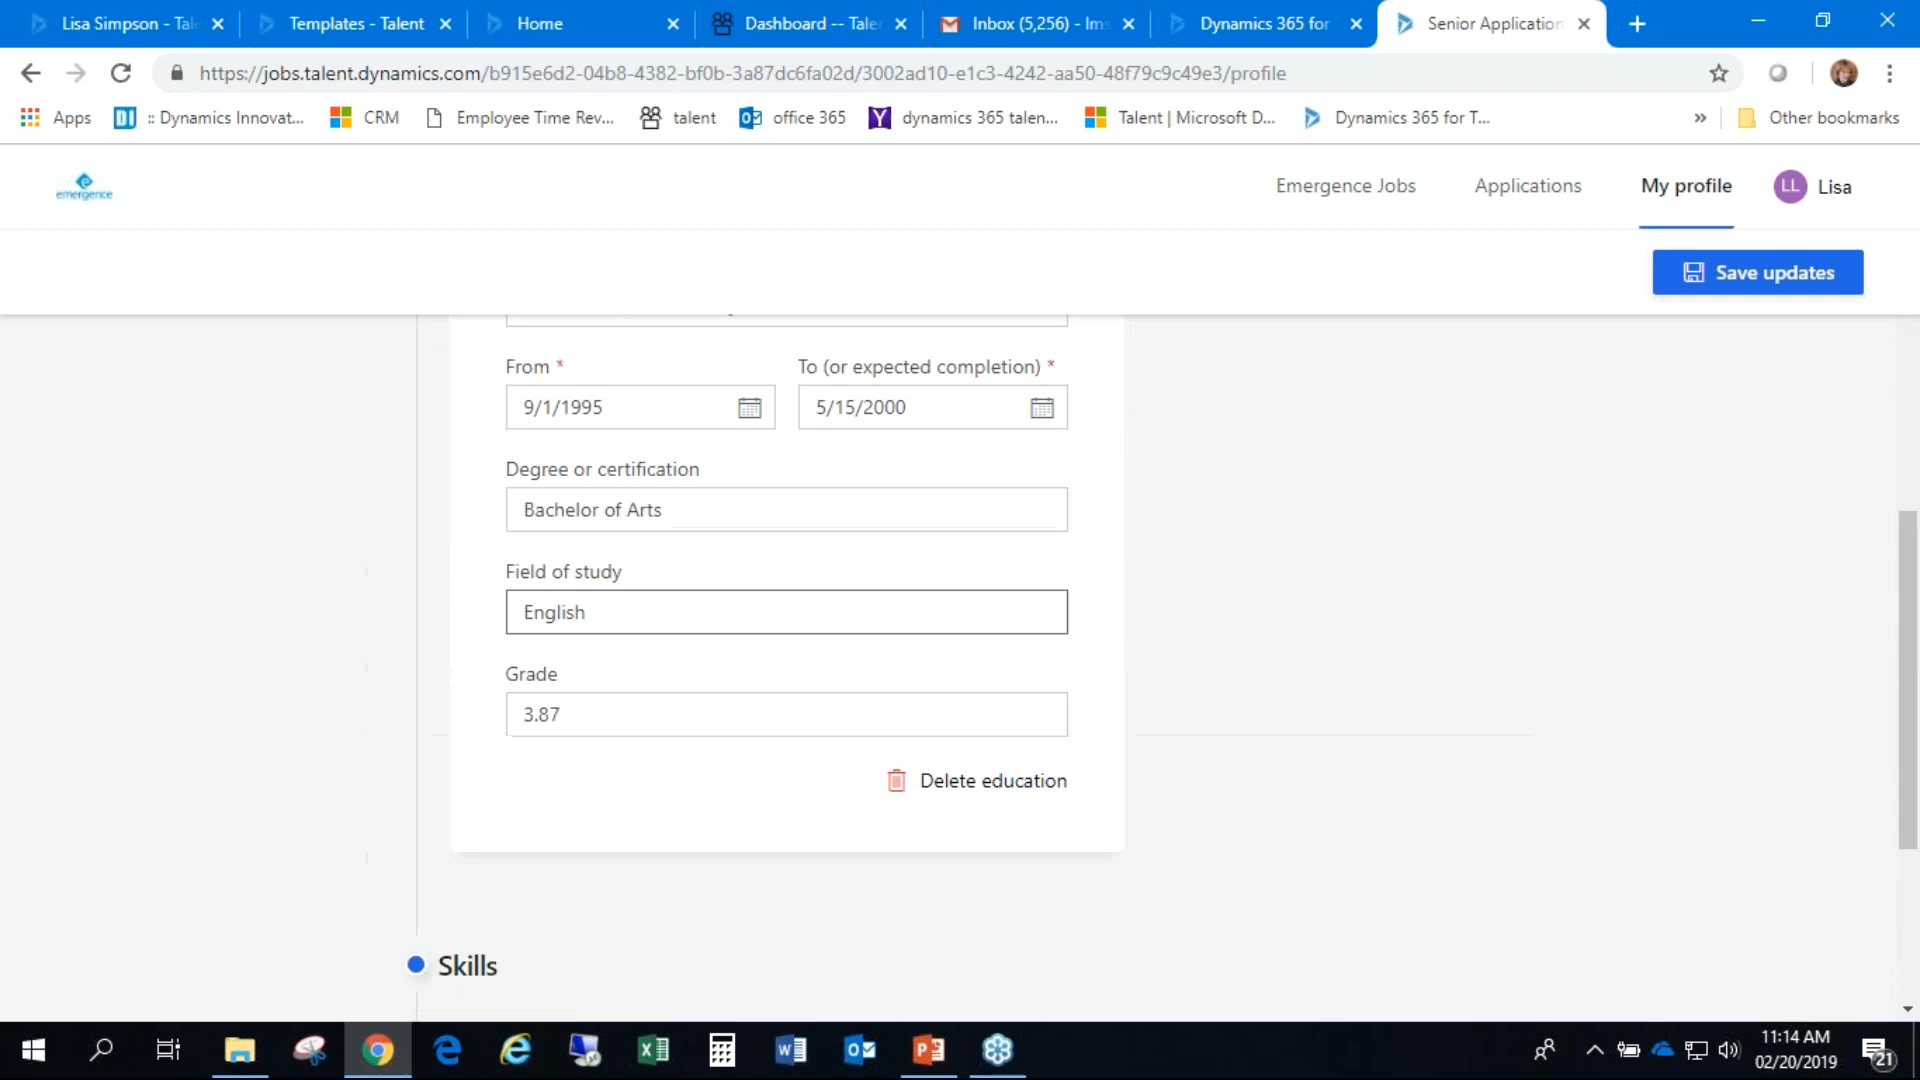 Lisa Simpson - Tal
Templates - Talent
Home
Dashboard -- Tale
Inbox (5,256) - lms
Dynamics 365 for
Senior Application
https://jobs.talent.dynamics.com/b915e6d2-04b8-4382-bf0b-3a87dc6fa02d/3002ad10-e1c3-4242-aa50-48f79c9c49e3/profile
Apps
:: Dynamics Innovat...
CRM
Employee Time Rev...
talent
office 365
dynamics 365 talen...
Talent | Microsoft D...
Dynamics 365 for T...
»
Other bookmarks
emergence
Emergence Jobs
Applications
My profile
LL
Lisa
Save updates
From *
To (or expected completion) *
9/1/1995
5/15/2000
Degree or certification
Bachelor of Arts
Field of study
English
Grade
3.87
Delete education
Skills
11:14 AM
02/20/2019
21